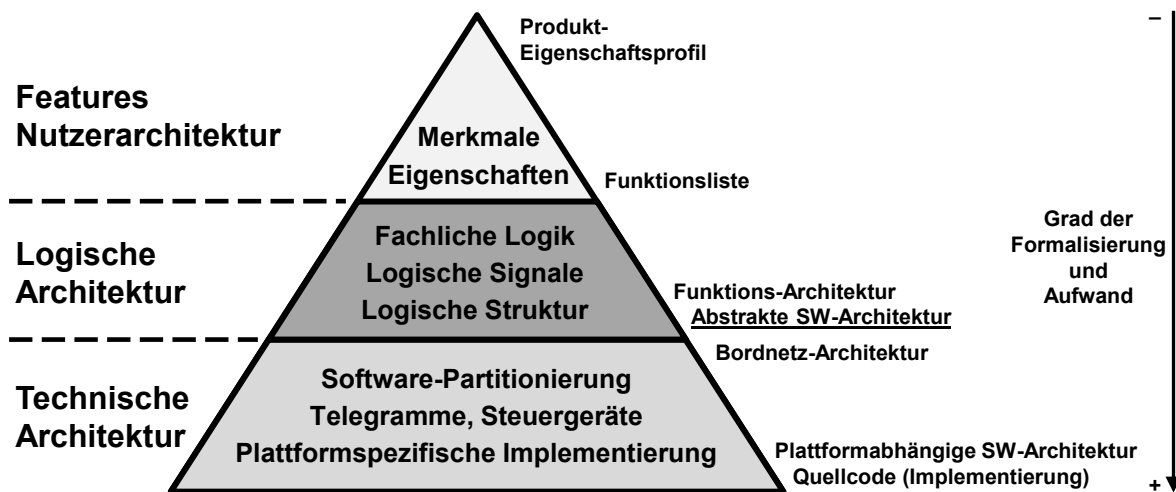 Produkt-
Eigenschaftsprofil
–
Features
Nutzerarchitektur
Merkmale
Eigenschaften
Funktionsliste
Grad der
Formalisierung
und
Aufwand
Logische
Architektur
Fachliche Logik
Logische Signale
Logische Struktur
Funktions-Architektur
Abstrakte SW-Architektur
Bordnetz-Architektur
Technische
Architektur
Software-Partitionierung
Telegramme, Steuergeräte
Plattformspezifische Implementierung
Plattformabhängige SW-Architektur
Quellcode (Implementierung)
+